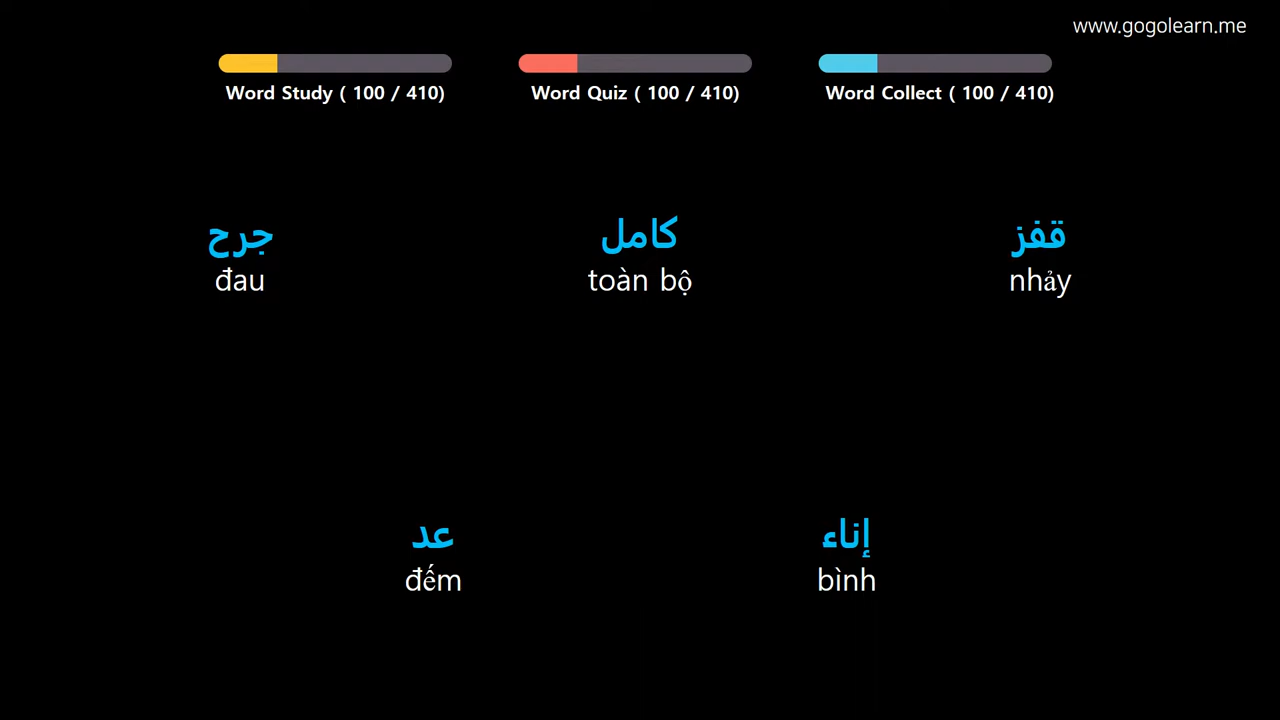 www.gogolearn.me
Word Study ( 100 / 410)
Word Quiz ( 100 / 410)
Word Collect ( 100 / 410)
جرح
đau
كامل
toàn bộ
قفز
nhảy
عد
đếm
إناء
bình